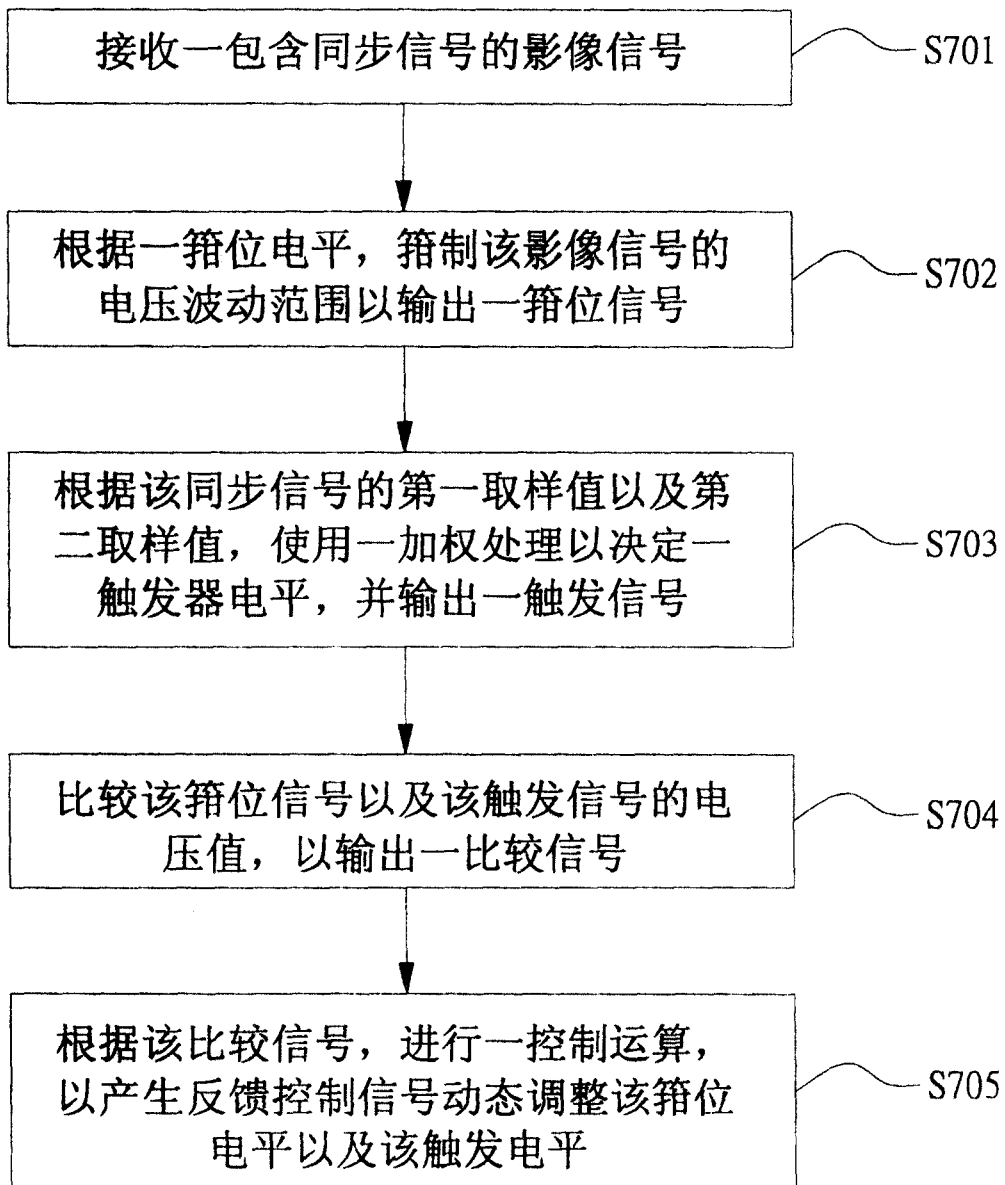 接收一包含同步信号的影像信号
S701
根据一箝位电平，箝制该影像信号的
电压波动范围以输出一箝位信号
S702
根据该同步信号的第一取样值以及第
二取样值，使用一加权处理以决定一
触发器电平，并输出一触发信号
S703
比较该箝位信号以及该触发信号的电
压值，以输出一比较信号
S704
根据该比较信号，进行一控制运算，
以产生反馈控制信号动态调整该箝位
电平以及该触发电平
S705